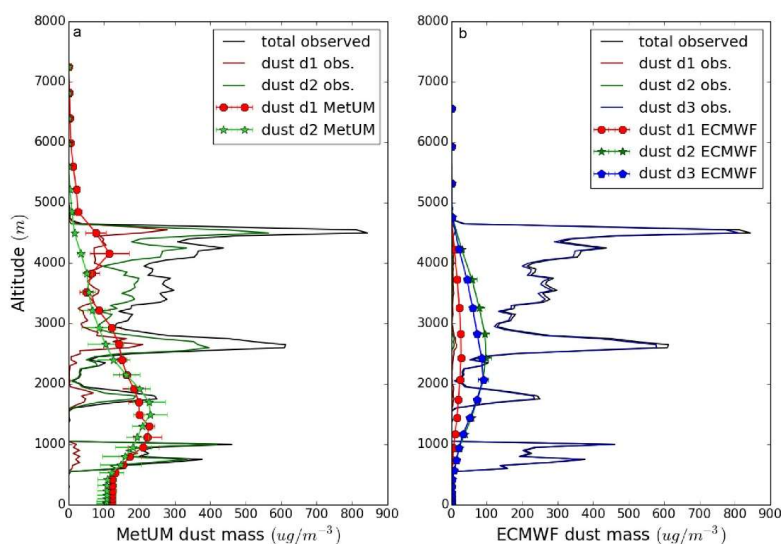 a
total observed
dust d1 obs.
dust d2 obs.
dust d1 MetUM
dust d2 MetUM
8000
7000
6000
5000
4000
3000
2000
1000
0
Altitude (m)
0 100 200 300 400 500 600 700 800 900
MetUM dust mass (ug/m⁻³)
b
total observed
dust d1 obs.
dust d2 obs.
dust d3 obs.
dust d1 ECMWF
dust d2 ECMWF
dust d3 ECMWF
8000
7000
6000
5000
4000
3000
2000
1000
0
0 100 200 300 400 500 600 700 800 900
ECMWF dust mass (ug/m⁻³)